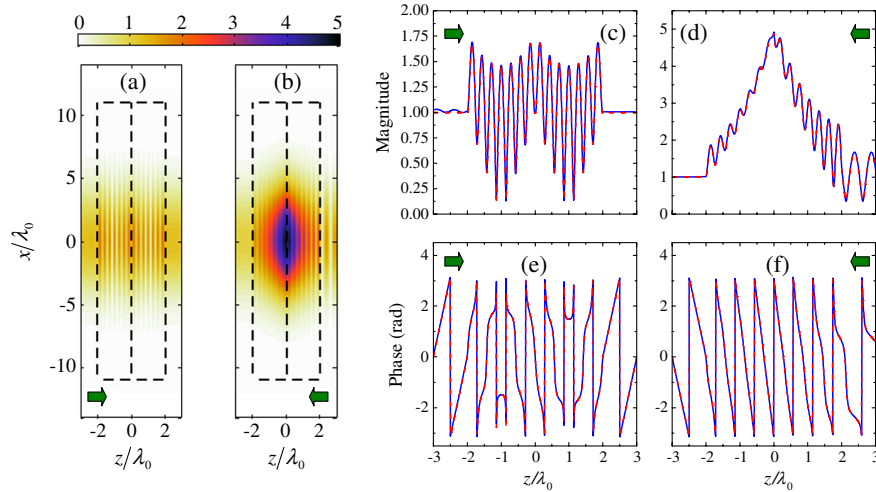 0 1 2 3 4 5
(a) (b)
10
5
0
-5
-10
x/λ₀
-2 0 2
z/λ₀
-2 0 2
z/λ₀
2.00
1.75
1.50
1.25
1.00
0.75
0.50
0.25
0.00
Magnitude
(c)
5
4
3
2
1
0
(d)
4
2
0
-2
Phase (rad)
(e)
-3 -2 -1 0 1 2 3
z/λ₀
4
2
0
-2
(f)
-3 -2 -1 0 1 2 3
z/λ₀